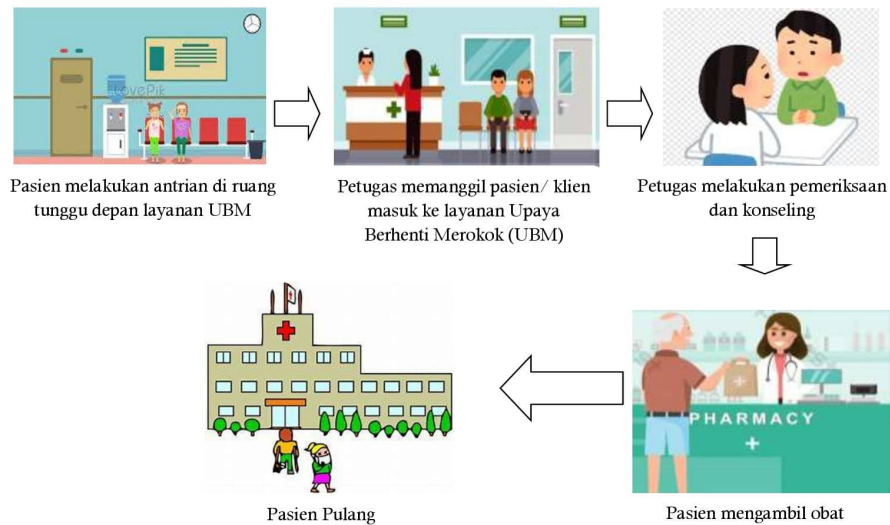 LovePik
Pasien melakukan antrian di ruang
tunggu depan layanan UBM
Petugas memanggil pasien/ klien
masuk ke layanan Upaya
Berhenti Merokok (UBM)
Petugas melakukan pemeriksaan
dan konseling
PHARMACY
Pasien mengambil obat
Pasien Pulang